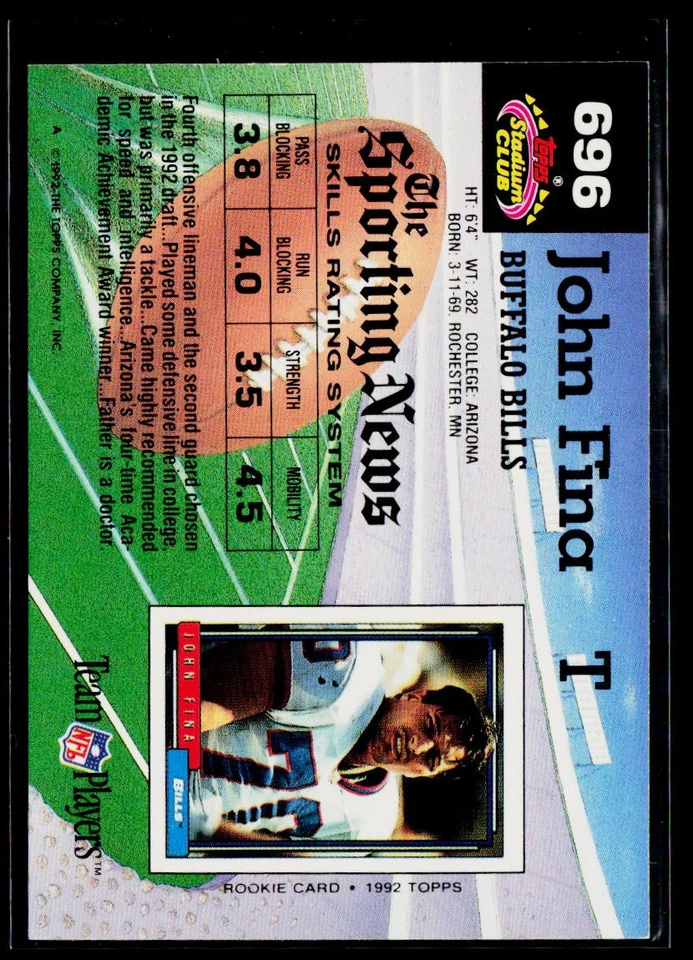 696
Topps®
Stadium
CLUB
John Fina T
BUFFALO BILLS
HT: 6'4" WT: 282 COLLEGE: ARIZONA
BORN: 3-11-69, ROCHESTER, MN
The
Sporting News
SKILLS RATING SYSTEM
PASS BLOCKING RUN BLOCKING STRENGTH MOBILITY
3.8 4.0 3.5 4.5
Fourth offensive lineman and the second guard chosen
in the 1992 draft...Played some defensive line in college,
but was primarily a tackle...Came highly recommended
for speed and intelligence...Arizona's four-time Aca-
demic Achievement Award winner...Father is a doctor.
A © 1992 THE TOPPS COMPANY, INC.
JOHN FINA
BILLS™
ROOKIE CARD • 1992 TOPPS
Team NFL Players™